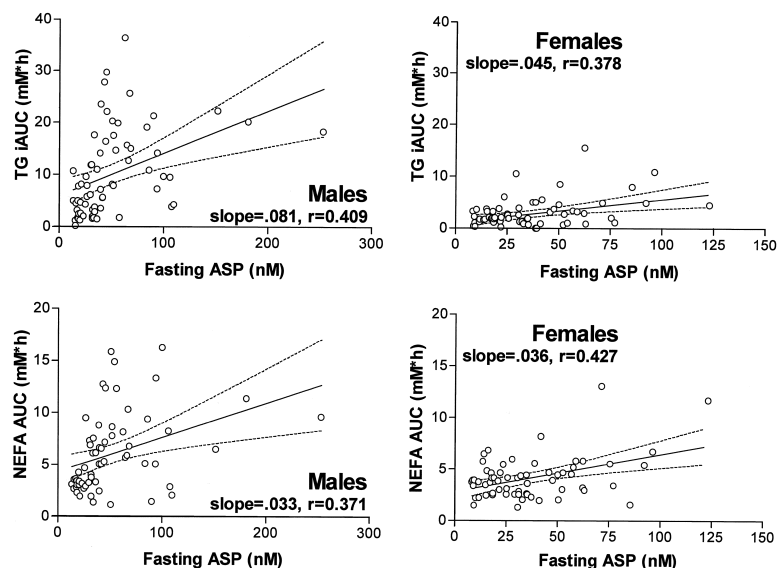 TG iAUC (mM*h)
40
30
20
10
0
Males
slope=.081, r=0.409
0 100 200 300
Fasting ASP (nM)
TG iAUC (mM*h)
40
30
20
10
0
Females
slope=.045, r=0.378
0 25 50 75 100 125 150
Fasting ASP (nM)
NEFA AUC (mM*h)
20
15
10
5
0
Males
slope=.033, r=0.371
0 100 200 300
Fasting ASP (nM)
NEFA AUC (mM*h)
20
15
10
5
0
Females
slope=.036, r=0.427
0 25 50 75 100 125 150
Fasting ASP (nM)